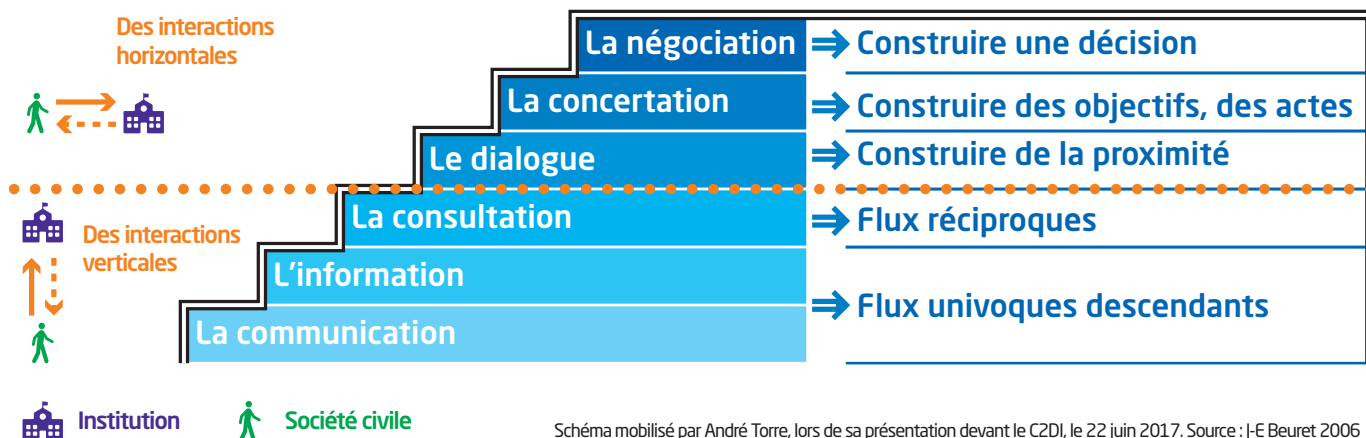 Des interactions
horizontales
La négociation
Construire une décision
La concertation
Construire des objectifs, des actes
Le dialogue
Construire de la proximité
La consultation
Flux réciproques
Des interactions
verticales
L'information
La communication
Flux univoques descendants
Institution
Société civile
Schéma mobilisé par André Torre, lors de sa présentation devant le C2DI, le 22 juin 2017. Source : J-E Beuret 2006